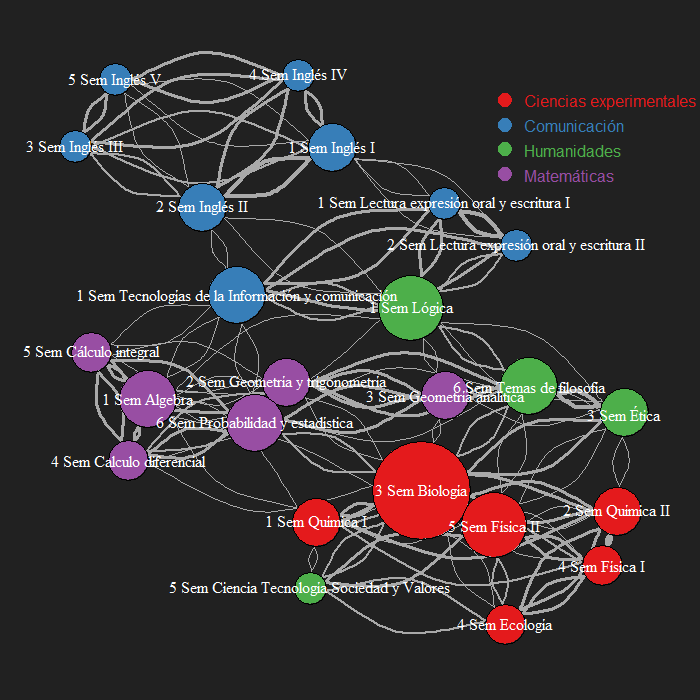 5 Sem Inglés V
4 Sem Inglés IV
Ciencias experimentales
Comunicación
3 Sem Inglés III
1 Sem Inglés I
Humanidades
Matemáticas
2 Sem Inglés II
1 Sem Lectura expresión oral y escritura I
2 Sem Lectura expresión oral y escritura II
1 Sem Tecnologías de la Información y comunicación
1 Sem Lógica
5 Sem Cálculo integral
2 Sem Geometría y trigonometria
6 Sem Temas de filosofía
1 Sem Algebra
3 Sem Geometría analítica
3 Sem Ética
6 Sem Probabilidad y estadística
4 Sem Calculo diferencial
3 Sem Biología
2 Sem Química II
1 Sem Química I
5 Sem Física II
4 Sem Física I
5 Sem Ciencia Tecnología Sociedad y Valores
4 Sem Ecología